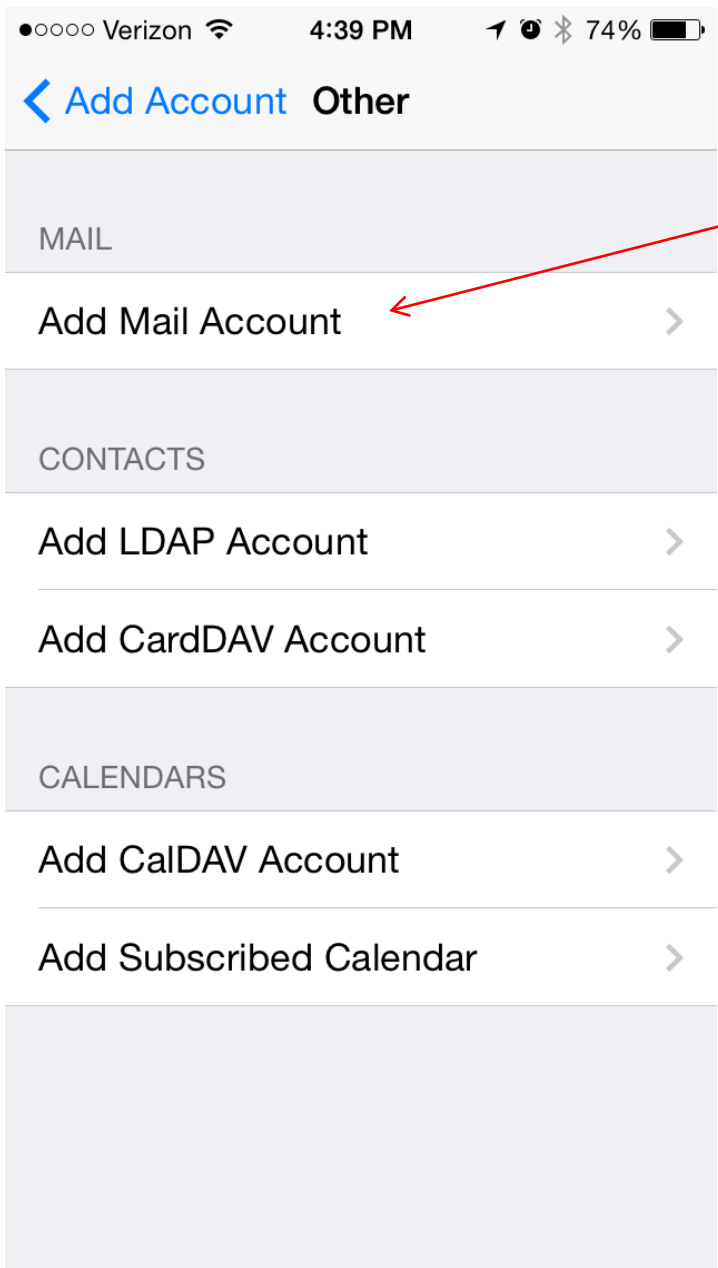 Verizon 4:39 PM 74%
Add Account Other
MAIL
Add Mail Account
CONTACTS
Add LDAP Account
Add CardDAV Account
CALENDARS
Add CalDAV Account
Add Subscribed Calendar